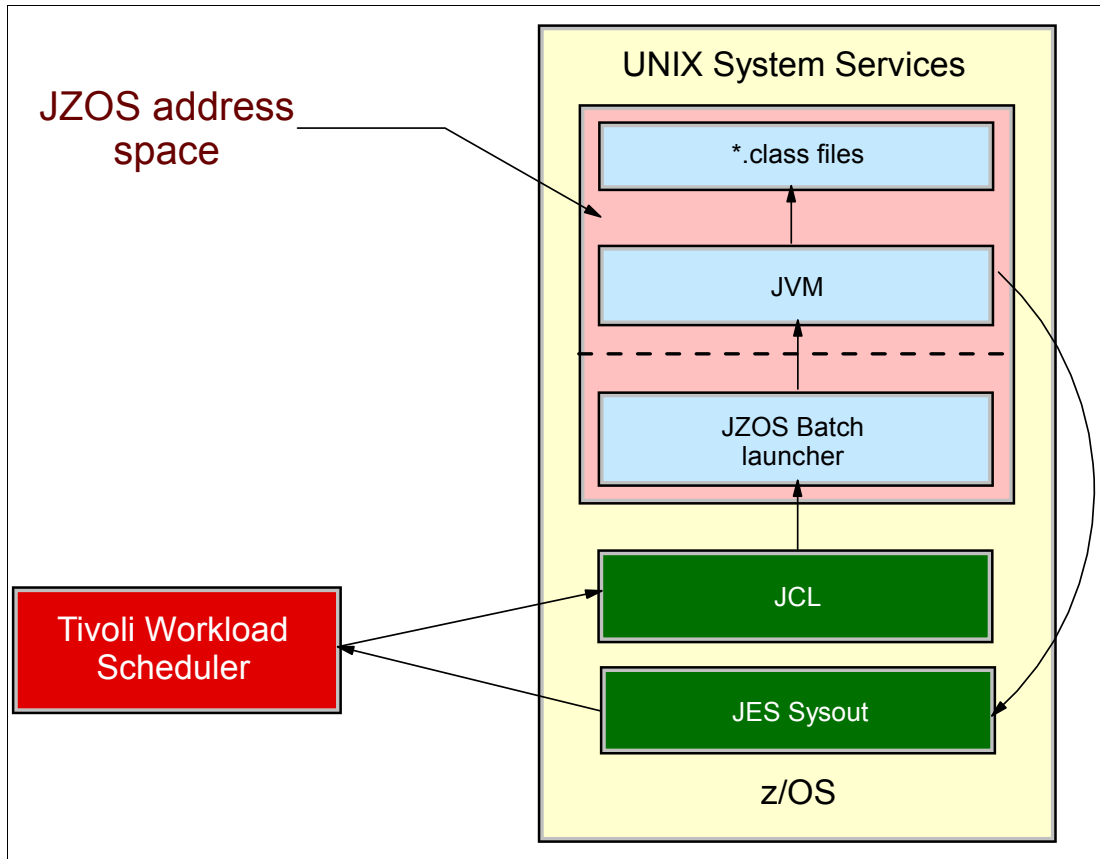 UNIX System Services
JZOS address
space
*.class files
JVM
JZOS Batch
launcher
JCL
Tivoli Workload
Scheduler
JES Sysout
z/OS